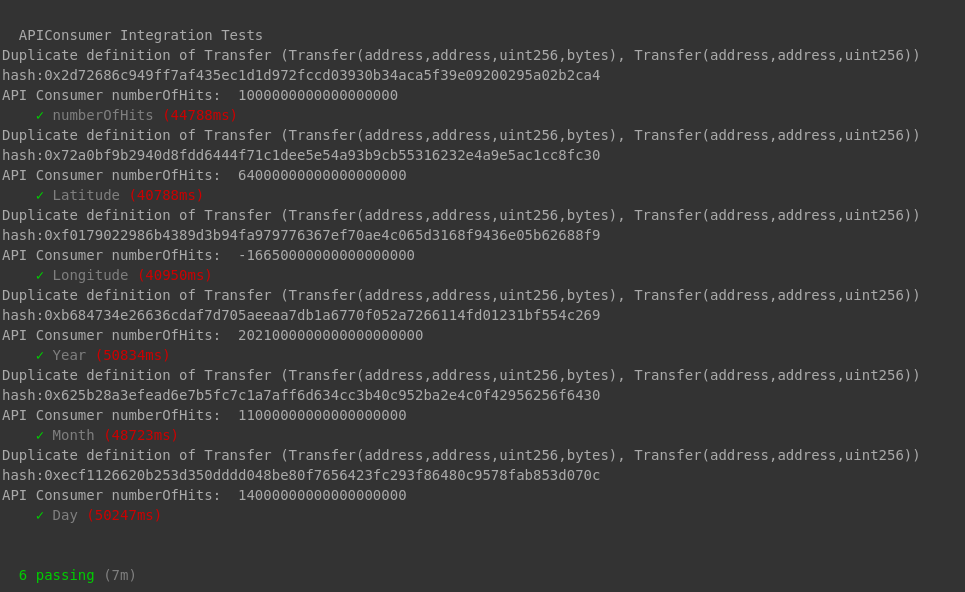 APIConsumer Integration Tests
Duplicate definition of Transfer (Transfer(address,address,uint256,bytes), Transfer(address,address,uint256))
hash:0x2d72686c949ff7af435ec1d1d972fccd03930b34aca5f39e09200295a02b2ca4
API Consumer numberOfHits:  1000000000000000000
✓ numberOfHits (44788ms)
Duplicate definition of Transfer (Transfer(address,address,uint256,bytes), Transfer(address,address,uint256))
hash:0x72a0bf9b2940d8fdd6444f71c1dee5e54a93b9cb55316232e4a9e5ac1cc8fc30
API Consumer numberOfHits:  64000000000000000000
✓ Latitude (40788ms)
Duplicate definition of Transfer (Transfer(address,address,uint256,bytes), Transfer(address,address,uint256))
hash:0xf0179022986b4389d3b94fa979776367ef70ae4c065d3168f9436e05b62688f9
API Consumer numberOfHits:  -16650000000000000000
✓ Longitude (40950ms)
Duplicate definition of Transfer (Transfer(address,address,uint256,bytes), Transfer(address,address,uint256))
hash:0xb684734e26636cdaf7d705aeeaa7db1a6770f052a7266114fd01231bf554c269
API Consumer numberOfHits:  2021000000000000000000
✓ Year (50834ms)
Duplicate definition of Transfer (Transfer(address,address,uint256,bytes), Transfer(address,address,uint256))
hash:0x625b28a3efead6e7b5fc7c1a7aff6d634cc3b40c952ba2e4c0f42956256f6430
API Consumer numberOfHits:  11000000000000000000
✓ Month (48723ms)
Duplicate definition of Transfer (Transfer(address,address,uint256,bytes), Transfer(address,address,uint256))
hash:0xecf1126620b253d350dddd048be80f7656423fc293f86480c9578fab853d070c
API Consumer numberOfHits:  14000000000000000000
✓ Day (50247ms)
6 passing (7m)